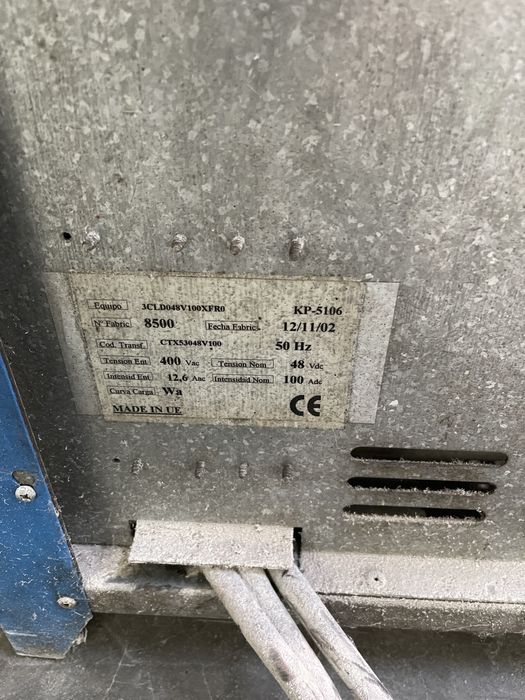 Equipo 3CLD048V100XFR0 KP-5106
Nº Fabric 8500 Fecha Fabric 12/11/02
Cod. Transf. CTX53048V100 50 Hz
Tension Ent 400 Vac Tension Nom 48 Vdc
Intensid Ent 12,6 Aac Intensidad Nom 100 Adc
Curva Carga Wa
MADE IN UE CE